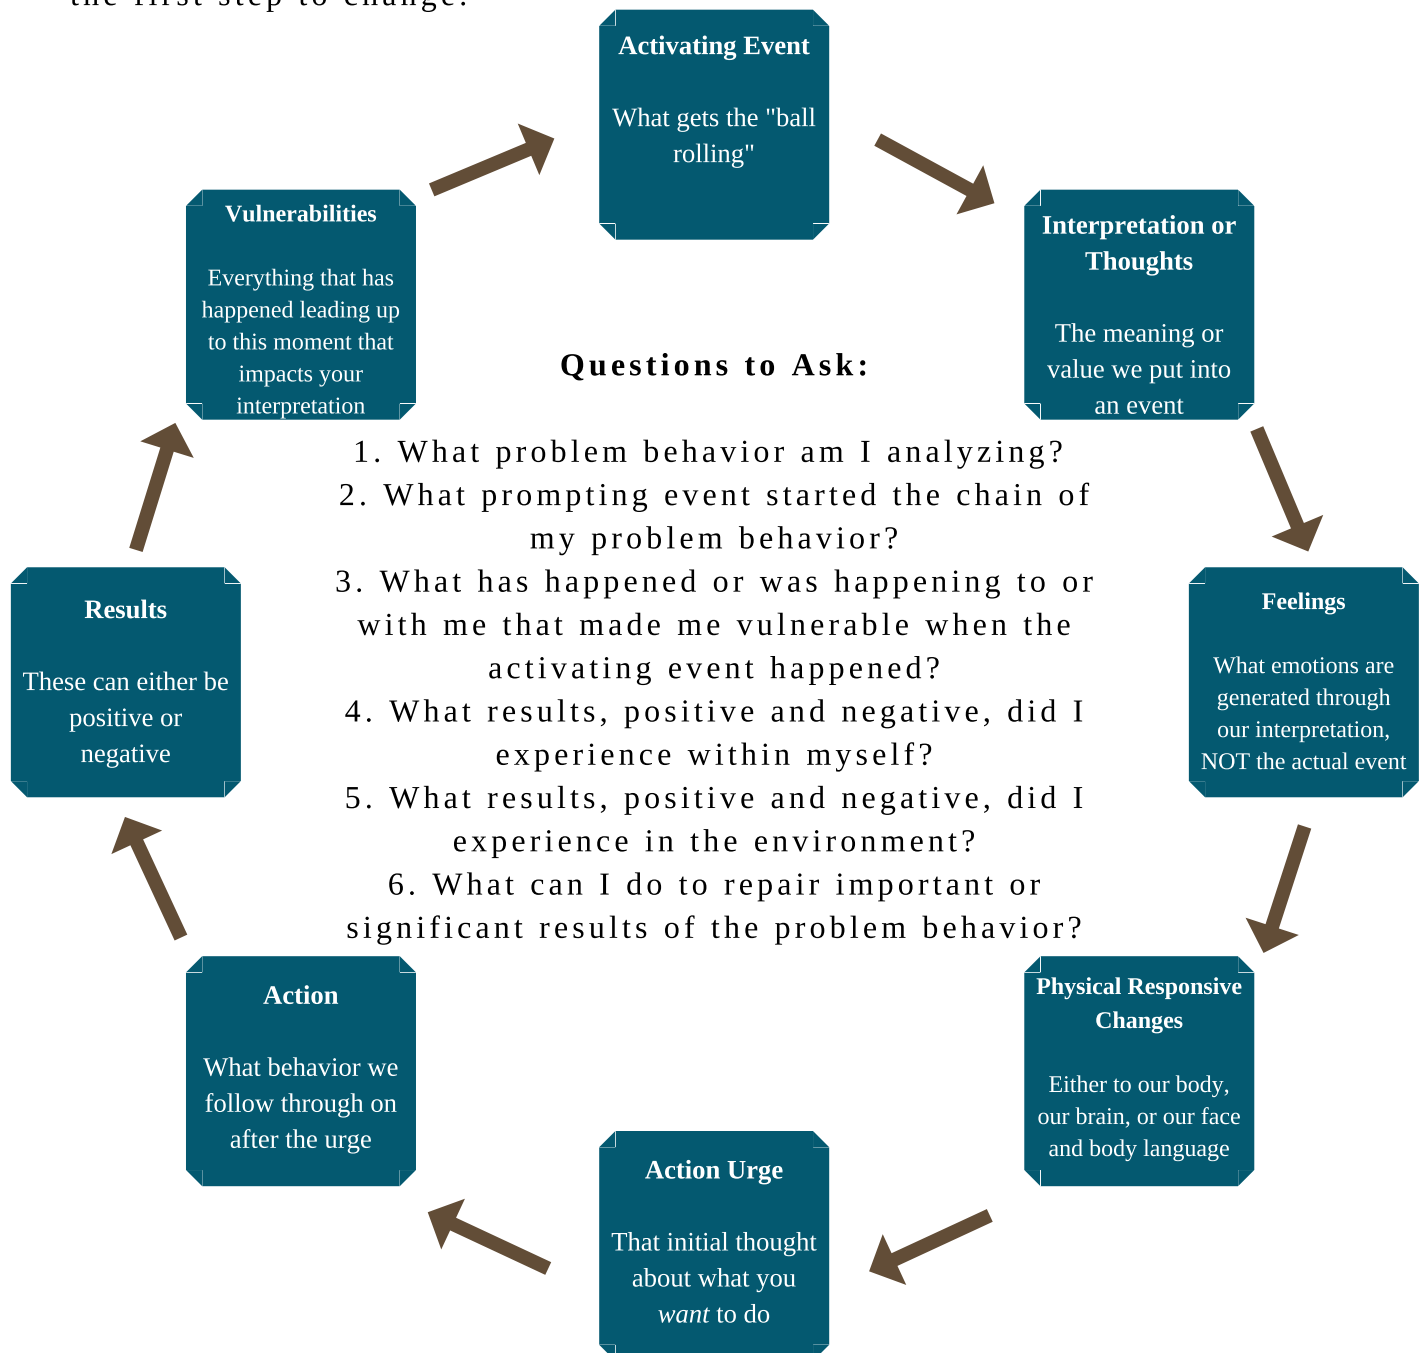 the first step to change.
Activating Event
What gets the "ball
rolling"
Interpretation or
Thoughts
The meaning or
value we put into
an event
Feelings
What emotions are
generated through
our interpretation,
NOT the actual event
Physical Responsive
Changes
Either to our body,
our brain, or our face
and body language
Action Urge
That initial thought
about what you
want to do
Action
What behavior we
follow through on
after the urge
Results
These can either be
positive or
negative
Vulnerabilities
Everything that has
happened leading up
to this moment that
impacts your
interpretation
Questions to Ask:
1. What problem behavior am I analyzing?
2. What prompting event started the chain of
my problem behavior?
3. What has happened or was happening to or
with me that made me vulnerable when the
activating event happened?
4. What results, positive and negative, did I
experience within myself?
5. What results, positive and negative, did I
experience in the environment?
6. What can I do to repair important or
significant results of the problem behavior?